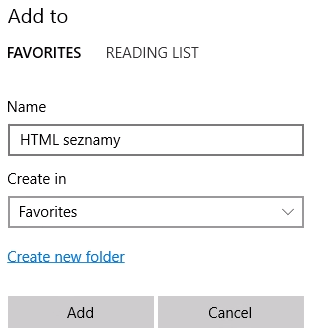 Add to
FAVORITES READING LIST
Name
HTML seznamy
Create in
Favorites
Create new folder
Add Cancel